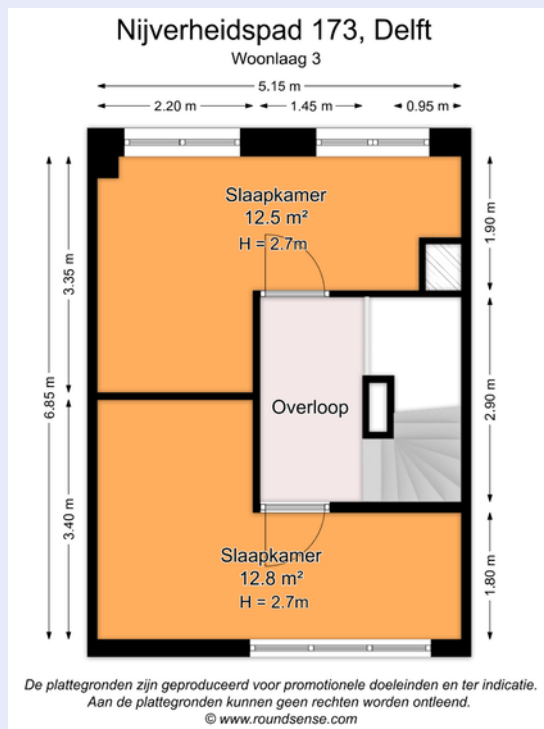 Nijverheidspad 173, Delft
Woonlaag 3
5.15 m
2.20 m
1.45 m
0.95 m
Slaapkamer
12.5 m²
H = 2.7m
1.90 m
3.35 m
6.85 m
Overloop
2.90 m
3.40 m
Slaapkamer
12.8 m²
H = 2.7m
1.80 m
De plattegronden zijn geproduceerd voor promotionele doeleinden en ter indicatie.
Aan de plattegronden kunnen geen rechten worden ontleend.
© www.roundsense.com